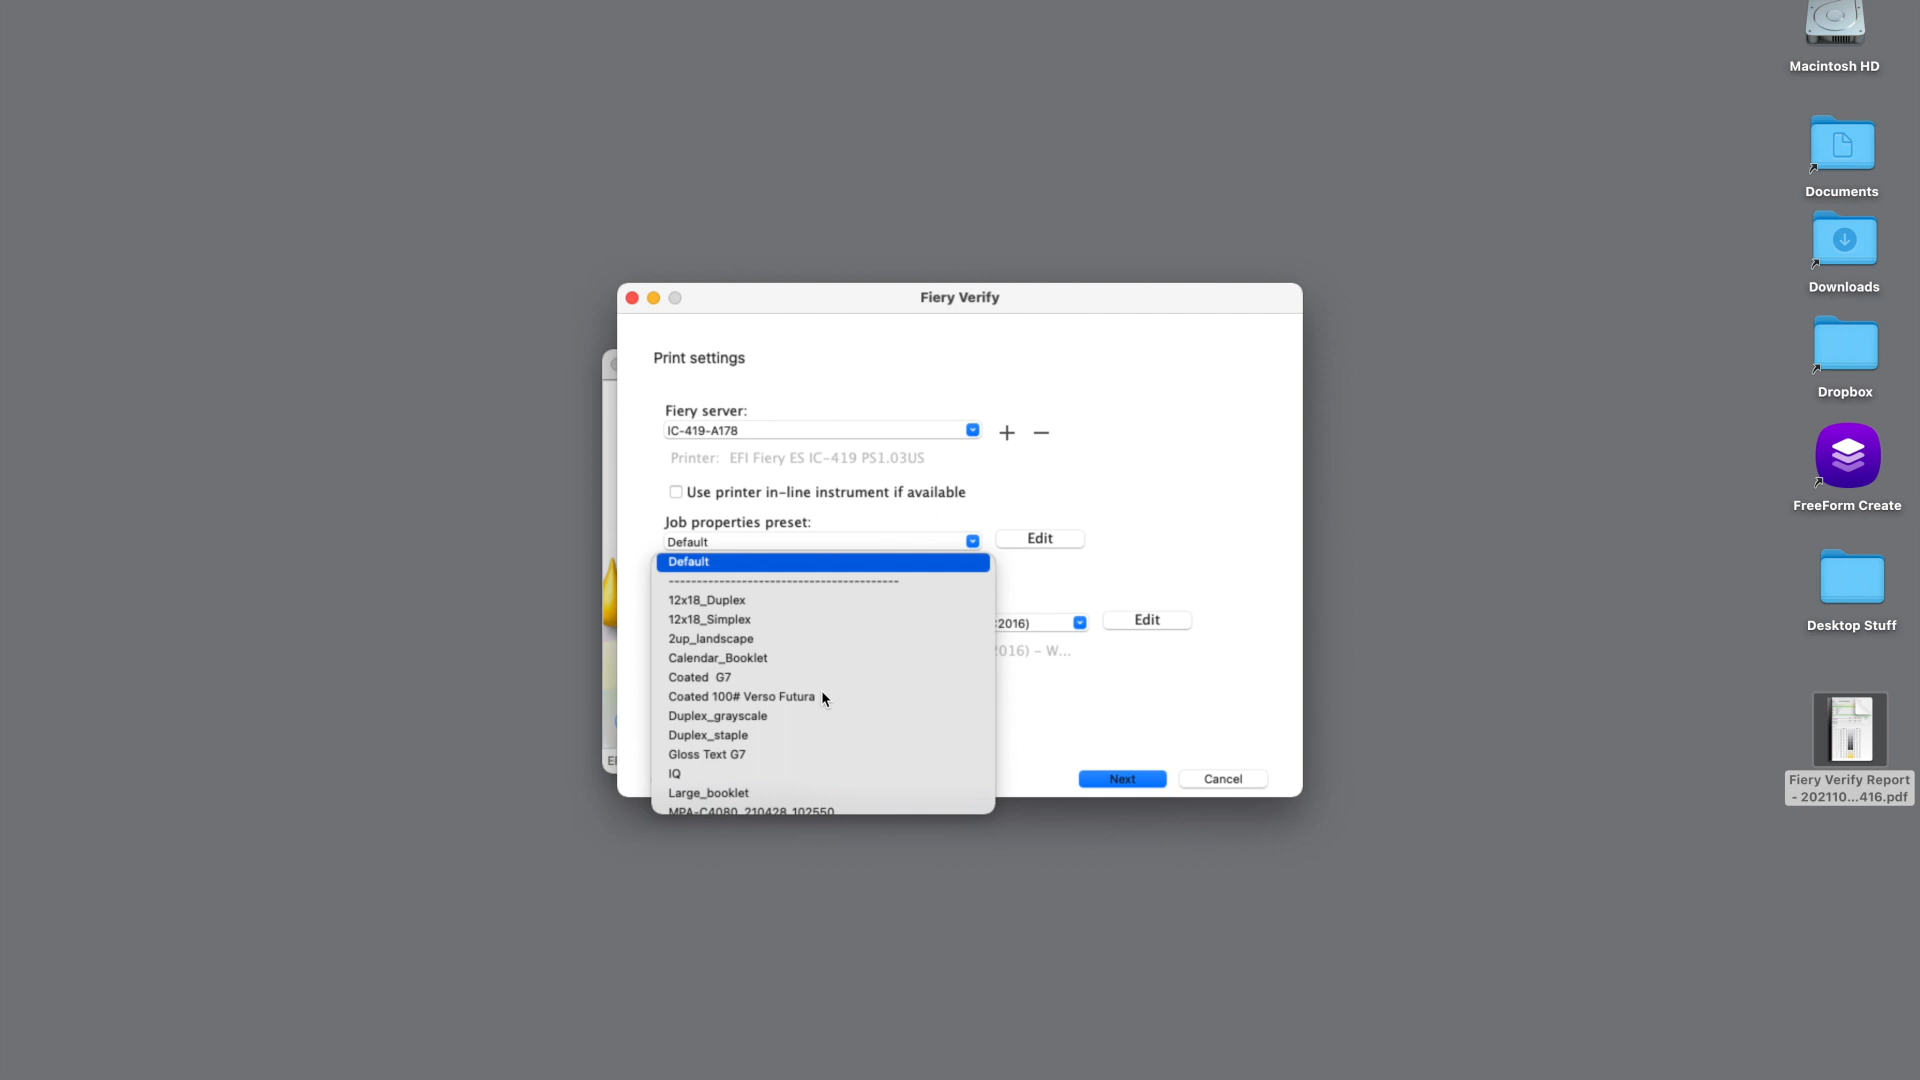 Macintosh HD
Documents
Downloads
Dropbox
FreeForm Create
Desktop Stuff
Fiery Verify Report
- 202110...416.pdf
Fiery Verify
Print settings
Fiery server:
IC-419-A178
Printer: EFI Fiery ES IC-419 PS1.03US
Use printer in-line instrument if available
Job properties preset:
Default
Edit
Default
----------------------------------------
12x18_Duplex
12x18_Simplex
2up_landscape
Calendar_Booklet
Coated G7
Coated 100# Verso Futura
Duplex_grayscale
Duplex_staple
Gloss Text G7
IQ
Large_booklet
MPA-C4080_210428_102550
:2016)
Edit
2016) – W...
Next
Cancel